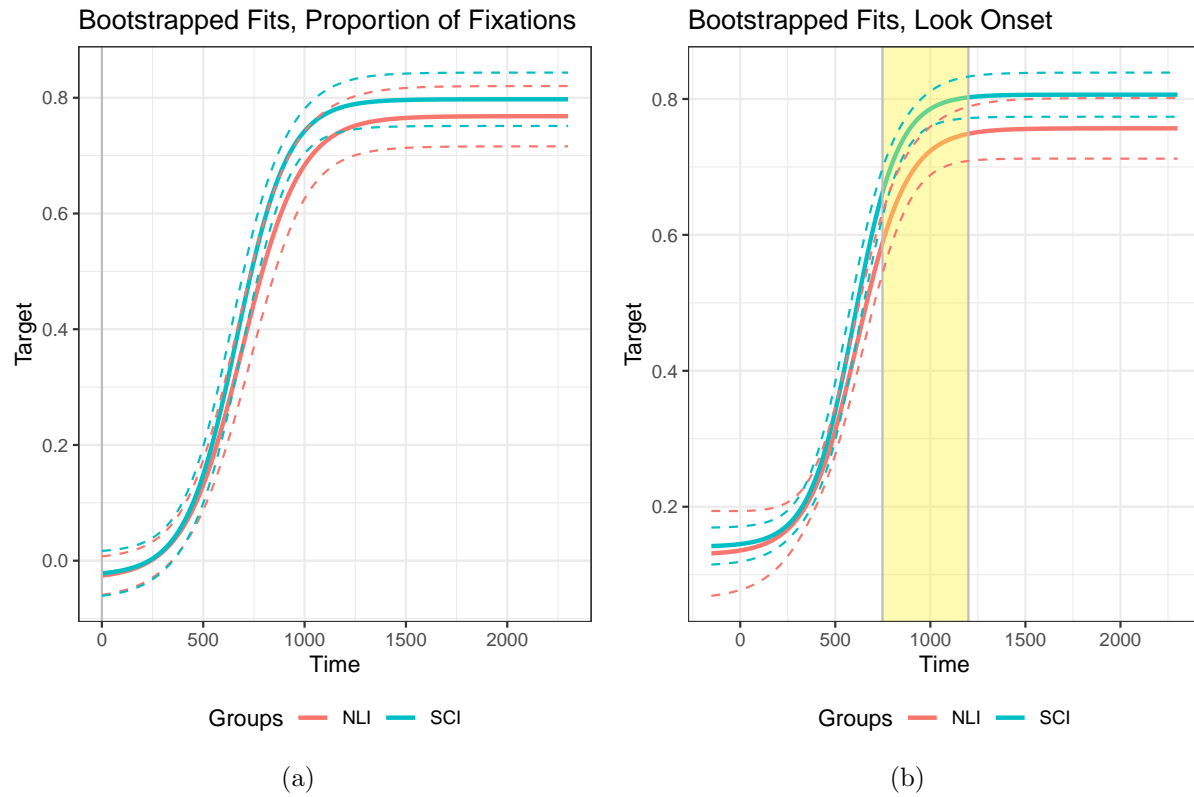 Bootstrapped Fits, Proportion of Fixations
Target
0.8
0.6
0.4
0.2
0.0
0 500 1000 1500 2000
Time
Groups NLI SCI
(a)
Bootstrapped Fits, Look Onset
Target
0.8
0.6
0.4
0.2
0 500 1000 1500 2000
Time
Groups NLI SCI
(b)